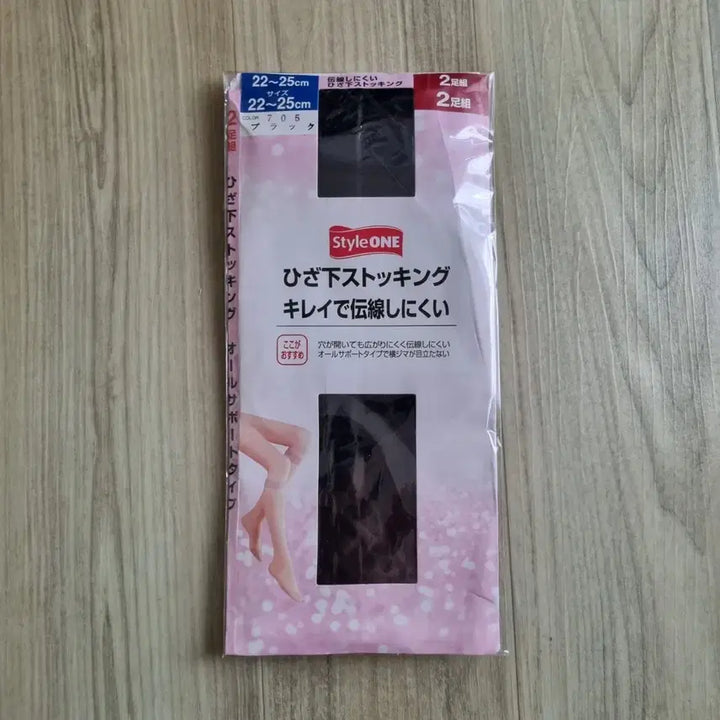 22～25cm
サイズ
22～25cm
COLOR 705
ブラック
伝線しにくい
ひざ下ストッキング
2足組
2足組
2足組 ひざ下ストッキング オールサポートタイプ
StyleONE
ひざ下ストッキング
キレイで伝線しにくい
ここが
おすすめ
穴が開いても広がりにくく伝線しにくい
オールサポートタイプで横ジマが目立たない